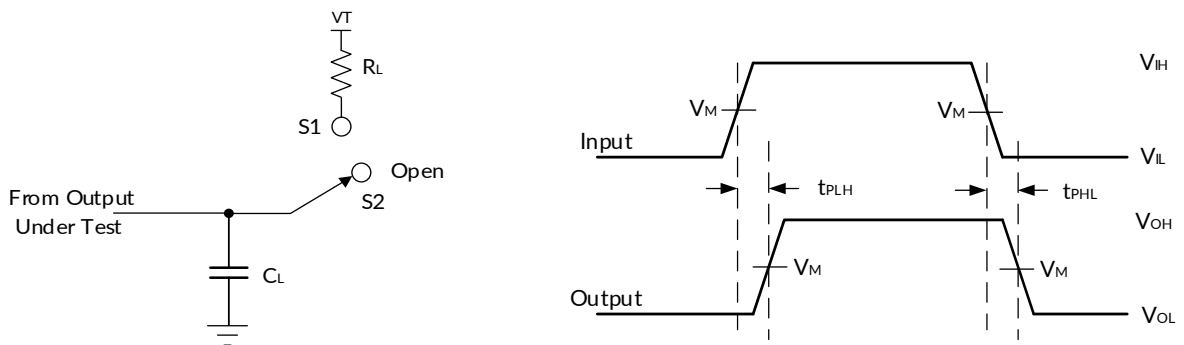 VT
RL
S1
Open
S2
From Output
Under Test
CL
VIH
VM
VM
Input
VIL
tPLH
tPHL
VOH
VM
VM
Output
VOL